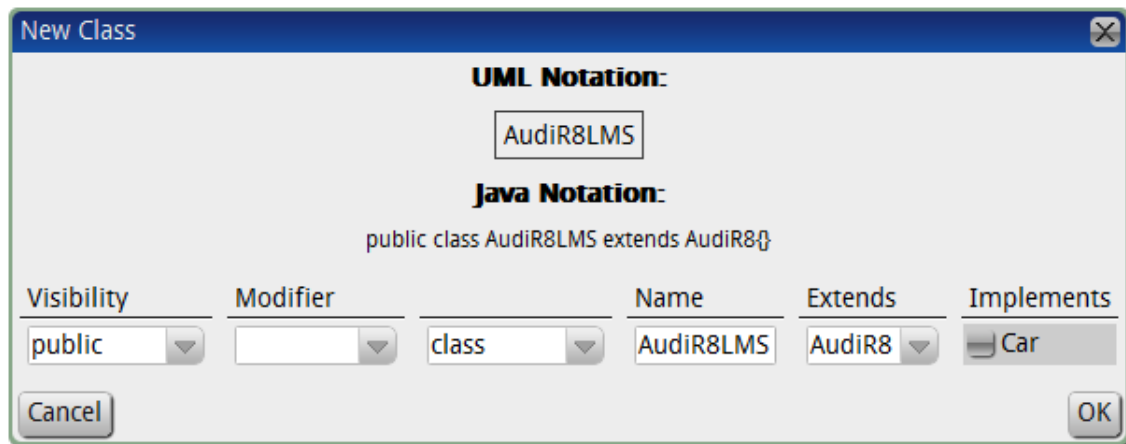 New Class
UML Notation:
AudiR8LMS
Java Notation:
public class AudiR8LMS extends AudiR8{}
Visibility Modifier Name Extends Implements
public class AudiR8LMS AudiR8 Car
Cancel OK